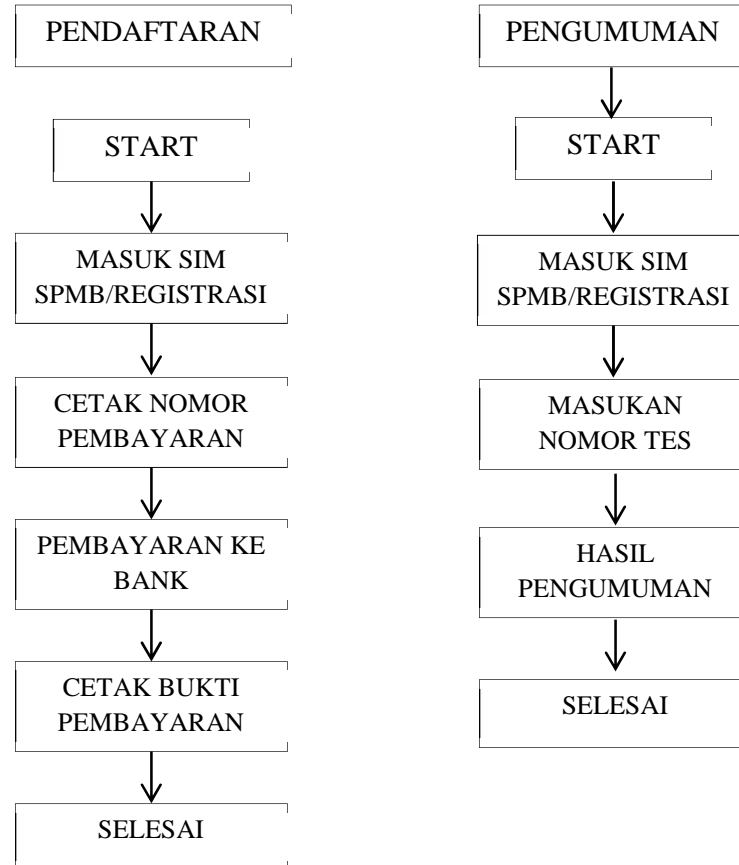 PENDAFTARAN
START
MASUK SIM
SPMB/REGISTRASI
CETAK NOMOR
PEMBAYARAN
PEMBAYARAN KE
BANK
CETAK BUKTI
PEMBAYARAN
SELESAI
PENGUMUMAN
START
MASUK SIM
SPMB/REGISTRASI
MASUKAN
NOMOR TES
HASIL
PENGUMUMAN
SELESAI